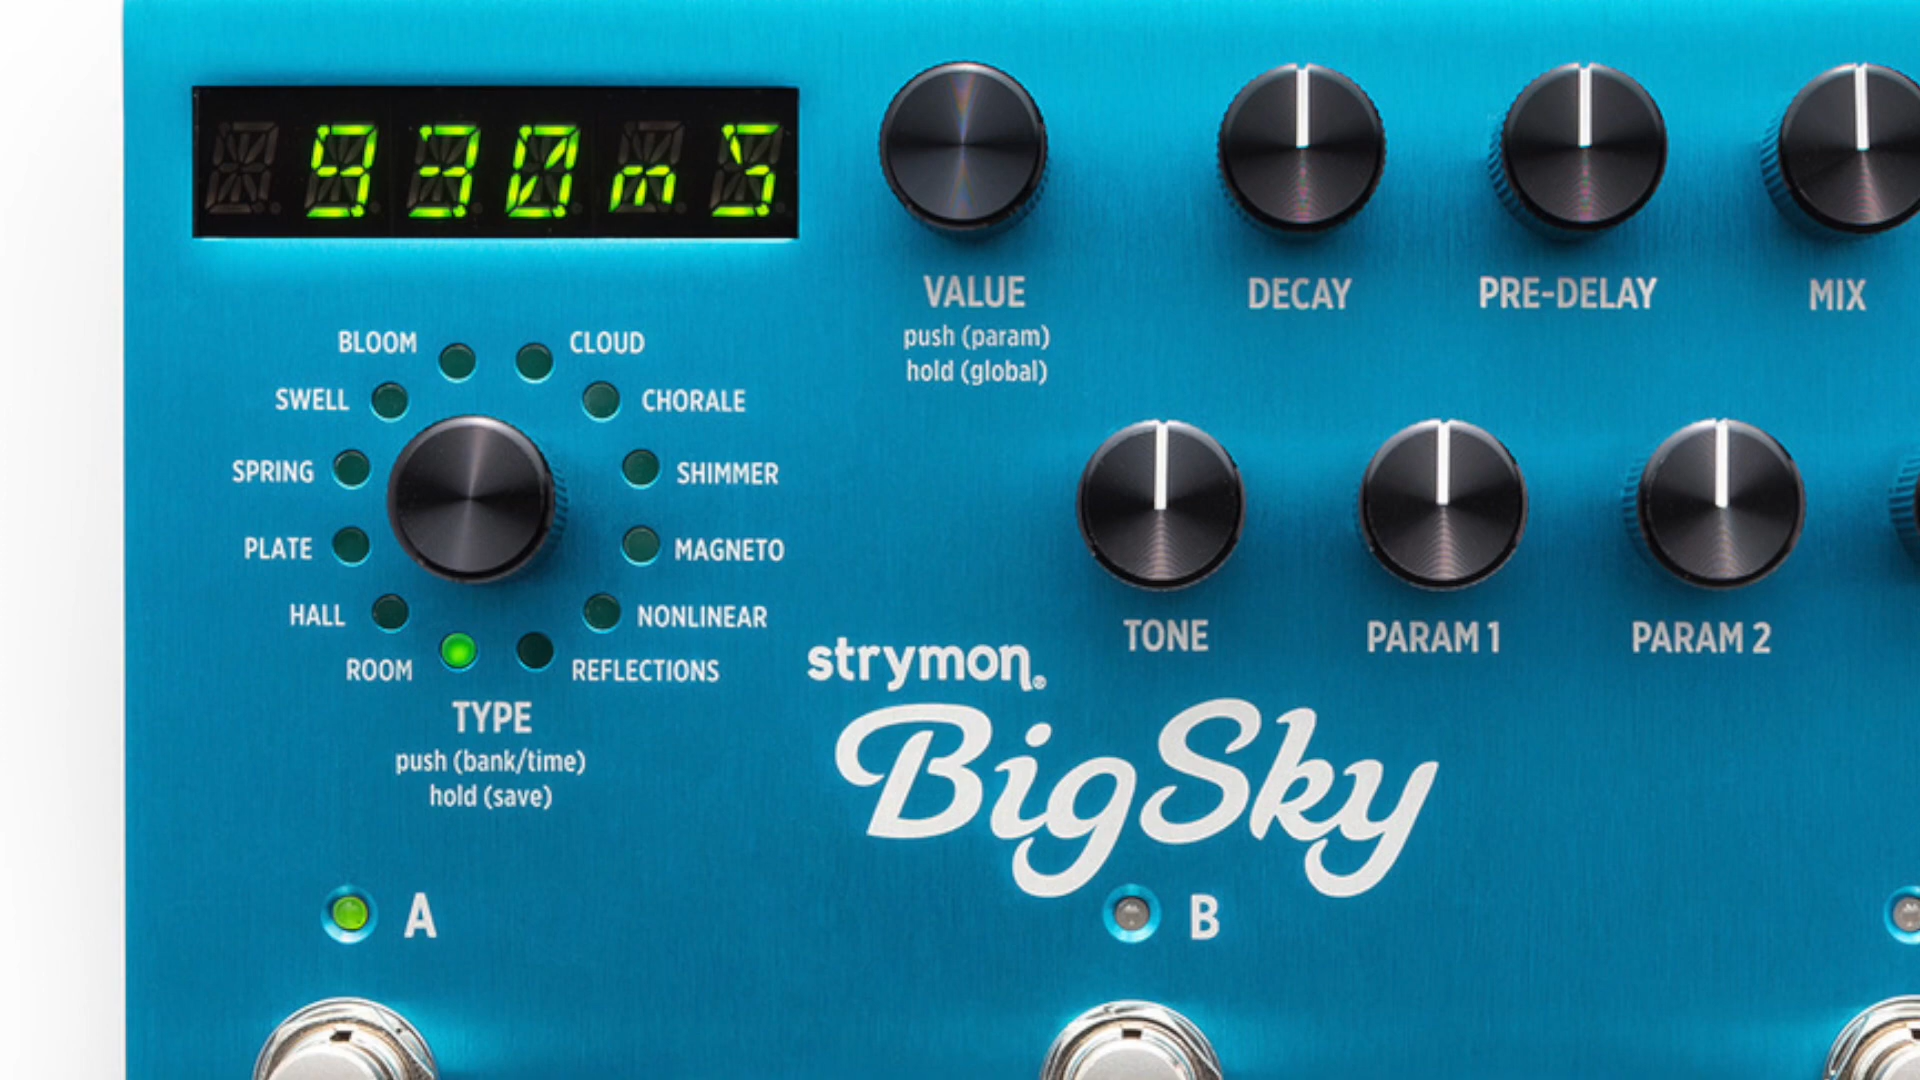 930mS
VALUE
push (param)
hold (global)
DECAY
PRE-DELAY
MIX
BLOOM
CLOUD
SWELL
CHORALE
SPRING
SHIMMER
PLATE
MAGNETO
HALL
NONLINEAR
ROOM
REFLECTIONS
TYPE
push (bank/time)
hold (save)
TONE
PARAM 1
PARAM 2
strymon®
BigSky
A
B